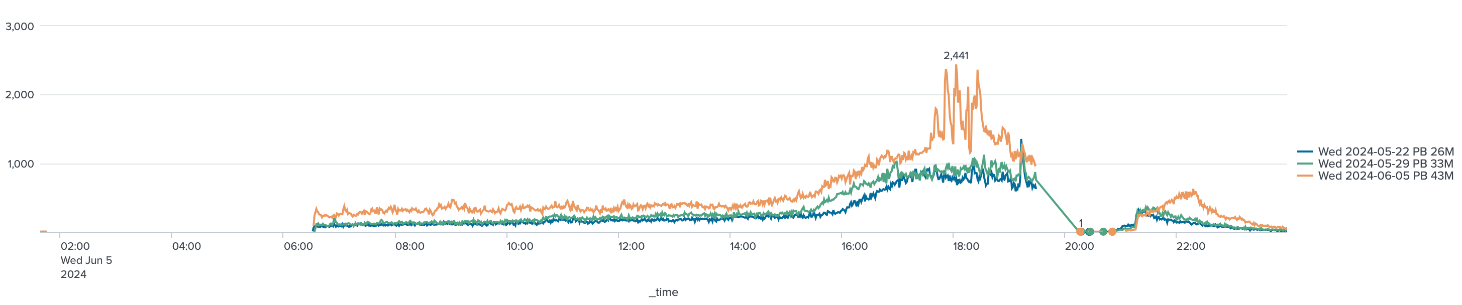 3,000
2,441
2,000
1,000
1
Wed 2024-05-22 PB 26M
Wed 2024-05-29 PB 33M
Wed 2024-06-05 PB 43M
02:00 04:00 06:00 08:00 10:00 12:00 14:00 16:00 18:00 20:00 22:00
Wed Jun 5
2024
_time